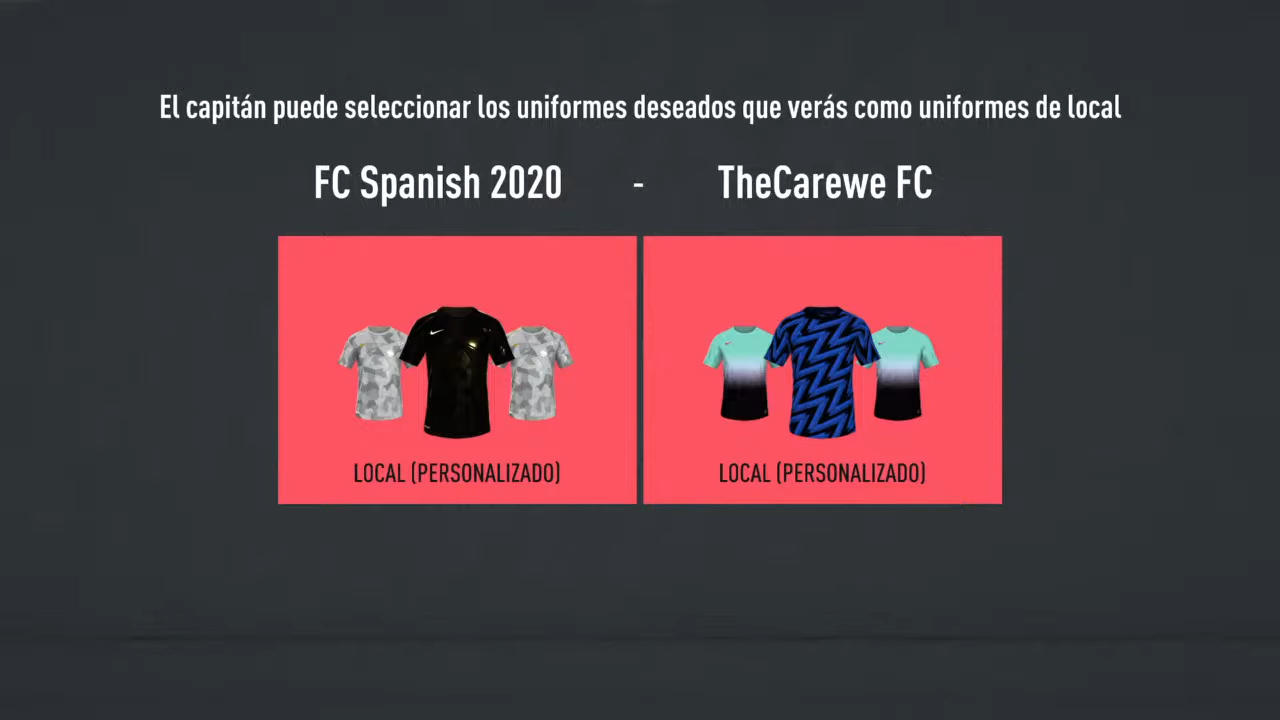 El capitán puede seleccionar los uniformes deseados que verás como uniformes de local
FC Spanish 2020 - TheCarewe FC
LOCAL (PERSONALIZADO) LOCAL (PERSONALIZADO)